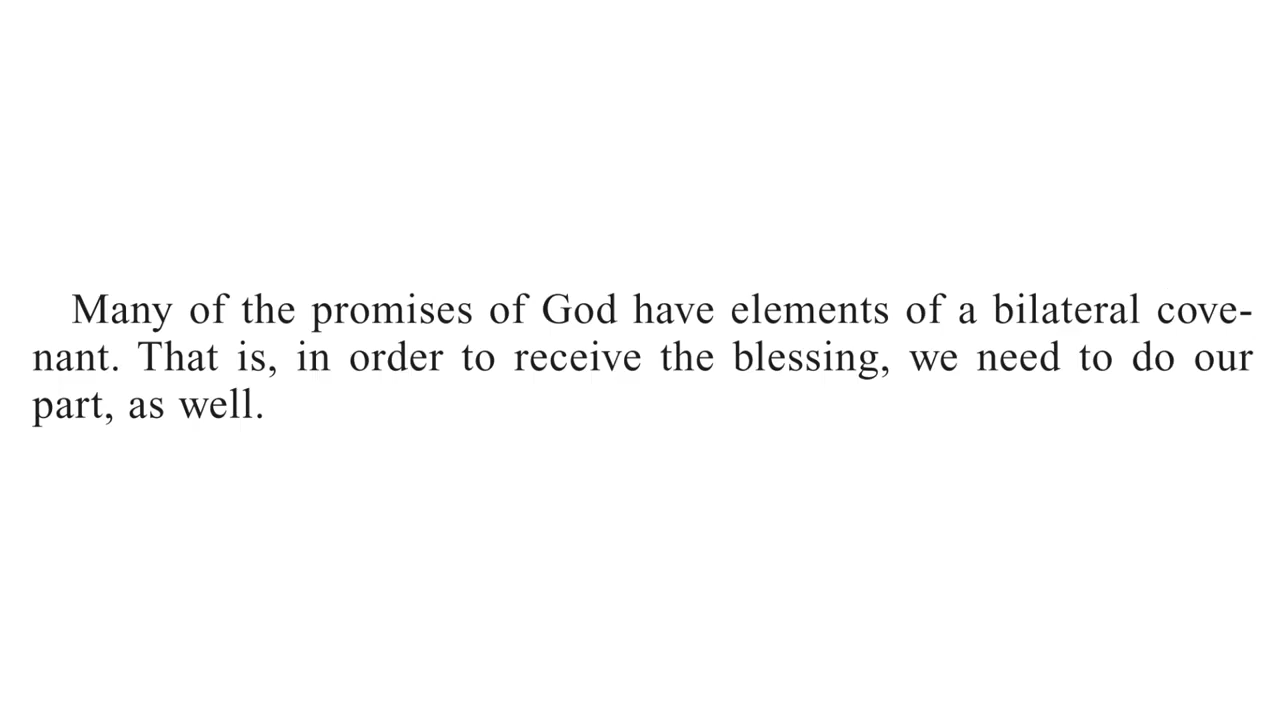 Many of the promises of God have elements of a bilateral cove-
nant. That is, in order to receive the blessing, we need to do our
part, as well.